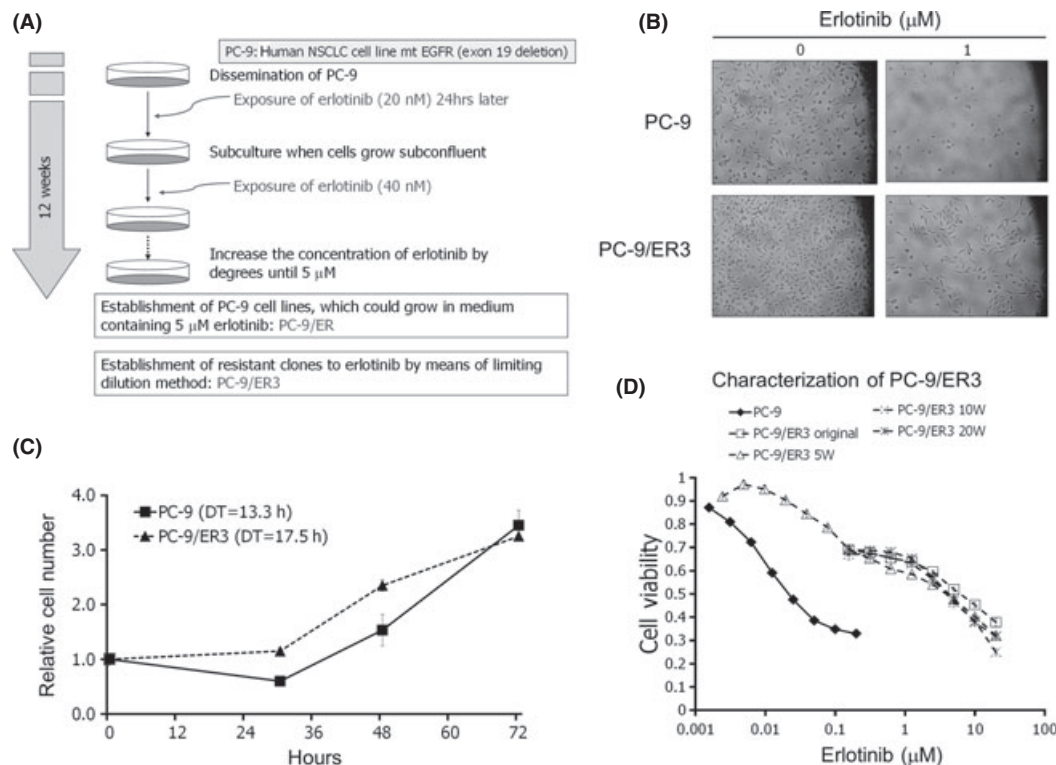 (A)
12 weeks
PC-9: Human NSCLC cell line mt EGFR (exon 19 deletion)
Dissemination of PC-9
Exposure of erlotinib (20 nM) 24hrs later
Subculture when cells grow subconfluent
Exposure of erlotinib (40 nM)
Increase the concentration of erlotinib by
degrees until 5 μM
Establishment of PC-9 cell lines, which could grow in medium
containing 5 μM erlotinib: PC-9/ER
Establishment of resistant clones to erlotinib by means of limiting
dilution method: PC-9/ER3
(B)
Erlotinib (μM)
0 1
PC-9
PC-9/ER3
(C)
Relative cell number
4.0
3.0
2.0
1.0
0.0
PC-9 (DT=13.3 h)
PC-9/ER3 (DT=17.5 h)
0 12 24 36 48 60 72
Hours
(D)
Characterization of PC-9/ER3
PC-9
PC-9/ER3 original
PC-9/ER3 5W
PC-9/ER3 10W
PC-9/ER3 20W
Cell viability
1
0.9
0.8
0.7
0.6
0.5
0.4
0.3
0.2
0.1
0
0.001 0.01 0.1 1 10 100
Erlotinib (μM)